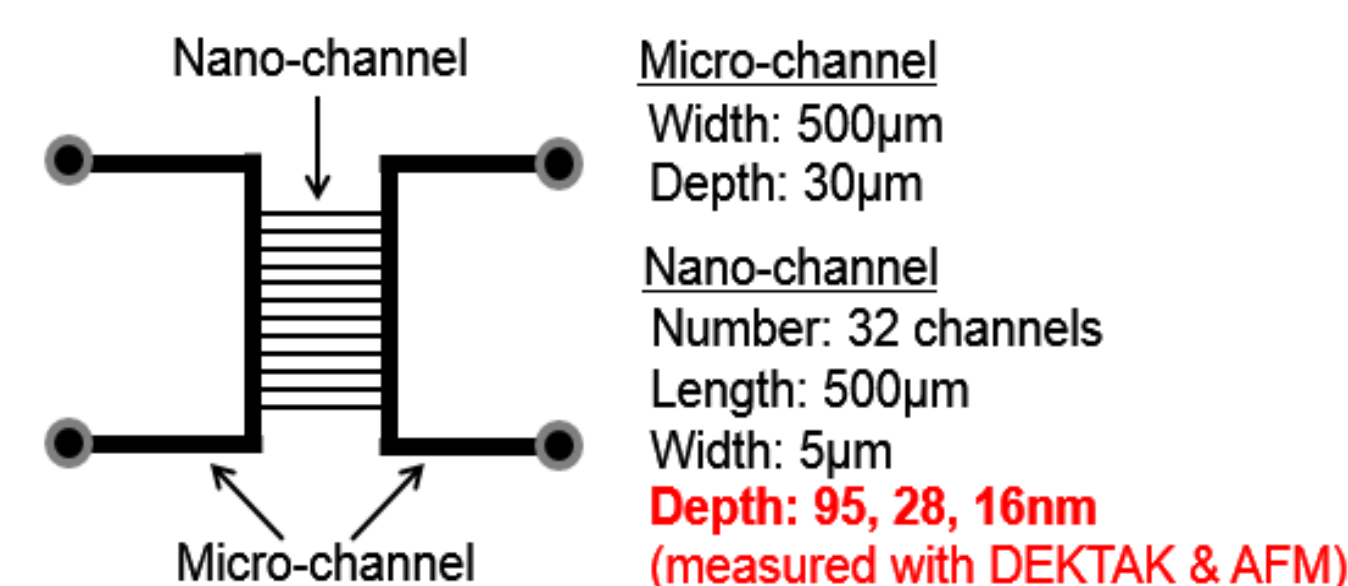 Nano-channel
Micro-channel
Micro-channel
Width: 500μm
Depth: 30μm
Nano-channel
Number: 32 channels
Length: 500μm
Width: 5μm
Depth: 95, 28, 16nm
(measured with DEKTAK & AFM)